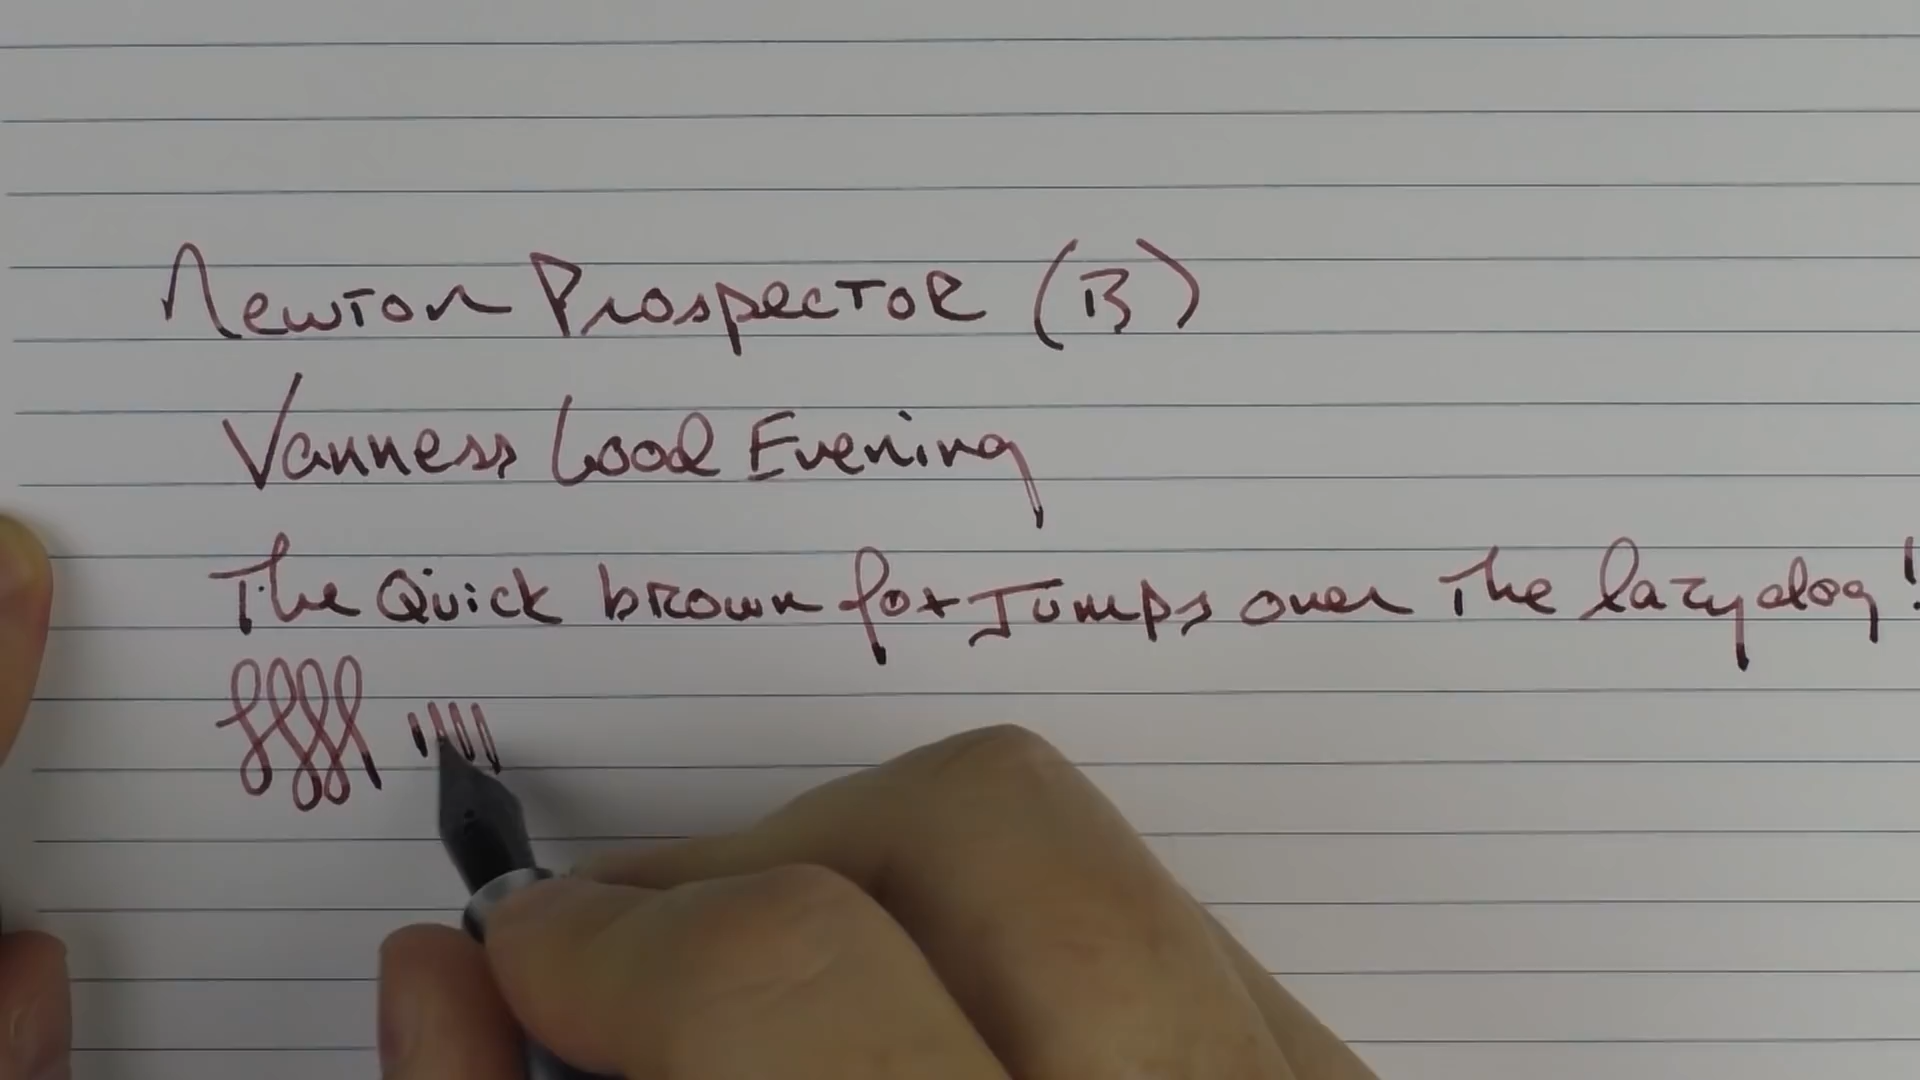 Newton Prospector (B)
Vanness Good Evening
The Quick brown fox Jumps over The lazy dog!